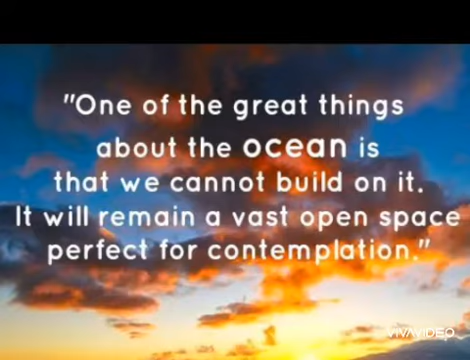 "One of the great things
about the ocean is
that we cannot build on it.
It will remain a vast open space
perfect for contemplation."
VIVAVIDEO